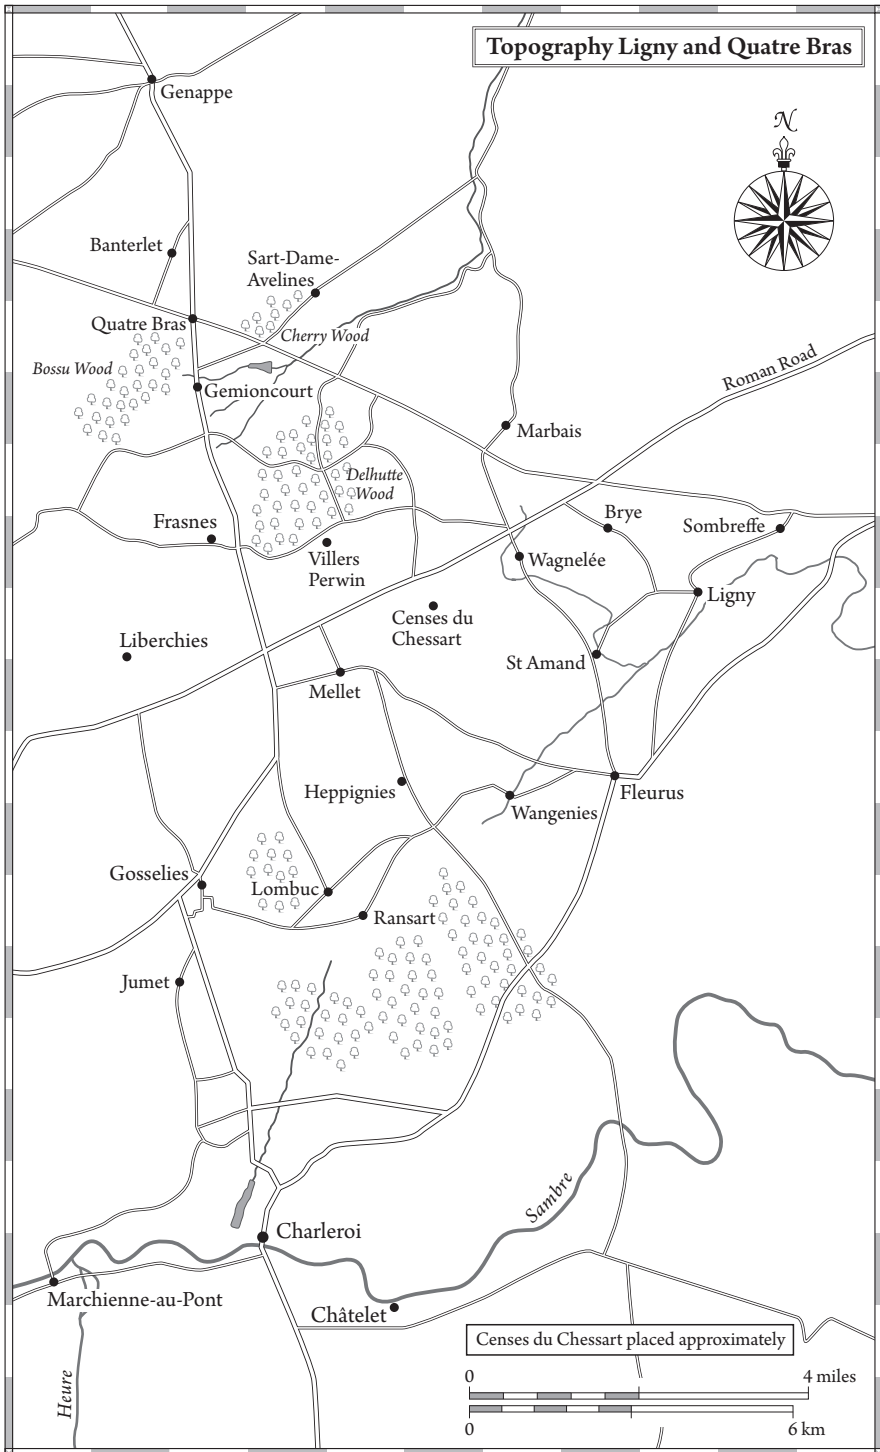 Topography Ligny and Quatre Bras
N
Genappe
Banterlet
Sart-Dame-
Avelines
Quatre Bras
Cherry Wood
Bossu Wood
Gemioncourt
Roman Road
Marbais
Delhutte
Wood
Frasnes
Villers
Perwin
Brye
Sombreffe
Wagnelée
Ligny
Censes du
Chessart
Liberchies
St Amand
Mellet
Heppignies
Fleurus
Wangenies
Gosselies
Lombuc
Ransart
Jumet
Sambre
Charleroi
Marchienne-au-Pont
Châtelet
Heure
Censes du Chessart placed approximately
0 4 miles
0 6 km